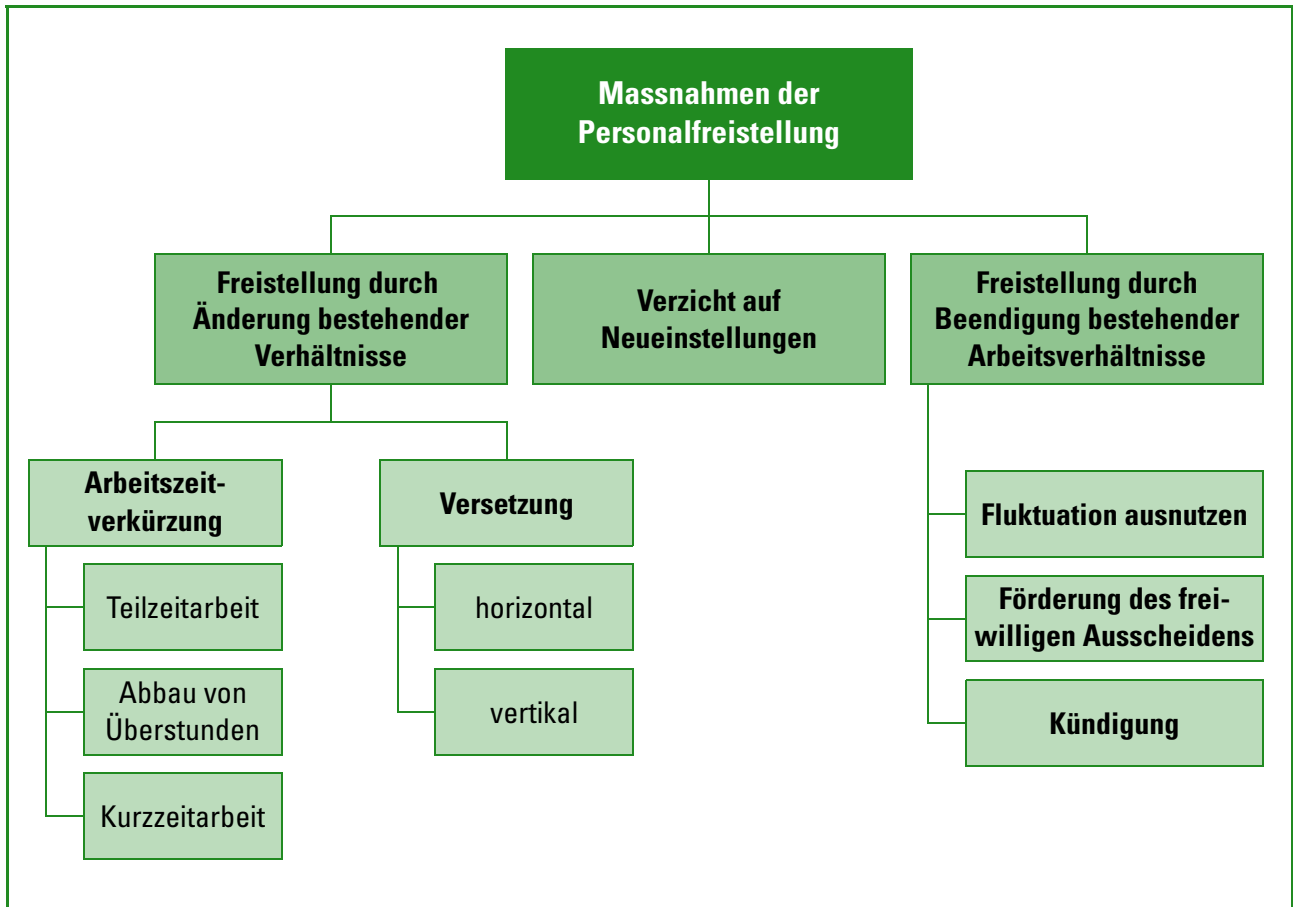 Massnahmen der
Personalfreistellung
Freistellung durch
Änderung bestehender
Verhältnisse
Verzicht auf
Neueinstellungen
Freistellung durch
Beendigung bestehender
Arbeitsverhältnisse
Arbeitszeit-
verkürzung
Teilzeitarbeit
Abbau von
Überstunden
Kurzzeitarbeit
Versetzung
horizontal
vertikal
Fluktuation ausnutzen
Förderung des frei-
willigen Ausscheidens
Kündigung